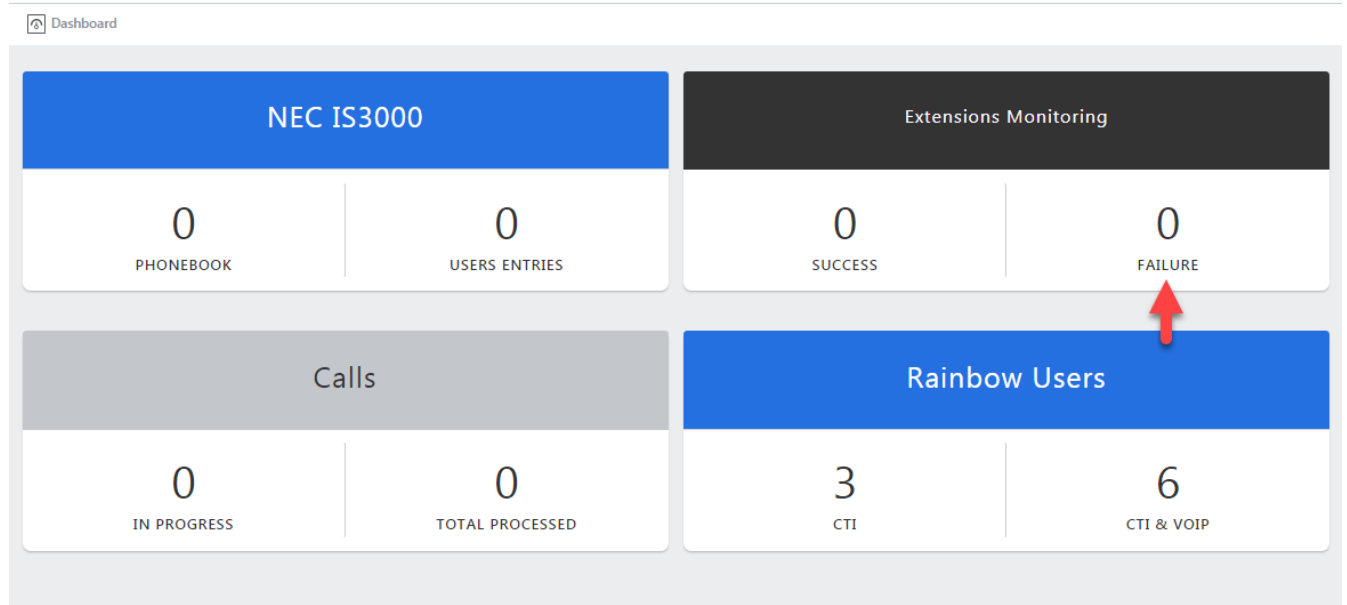 Dashboard
NEC IS3000
0
0
PHONEBOOK
USERS ENTRIES
Extensions Monitoring
0
0
SUCCESS
FAILURE
Calls
0
0
IN PROGRESS
TOTAL PROCESSED
Rainbow Users
3
6
CTI
CTI & VOIP